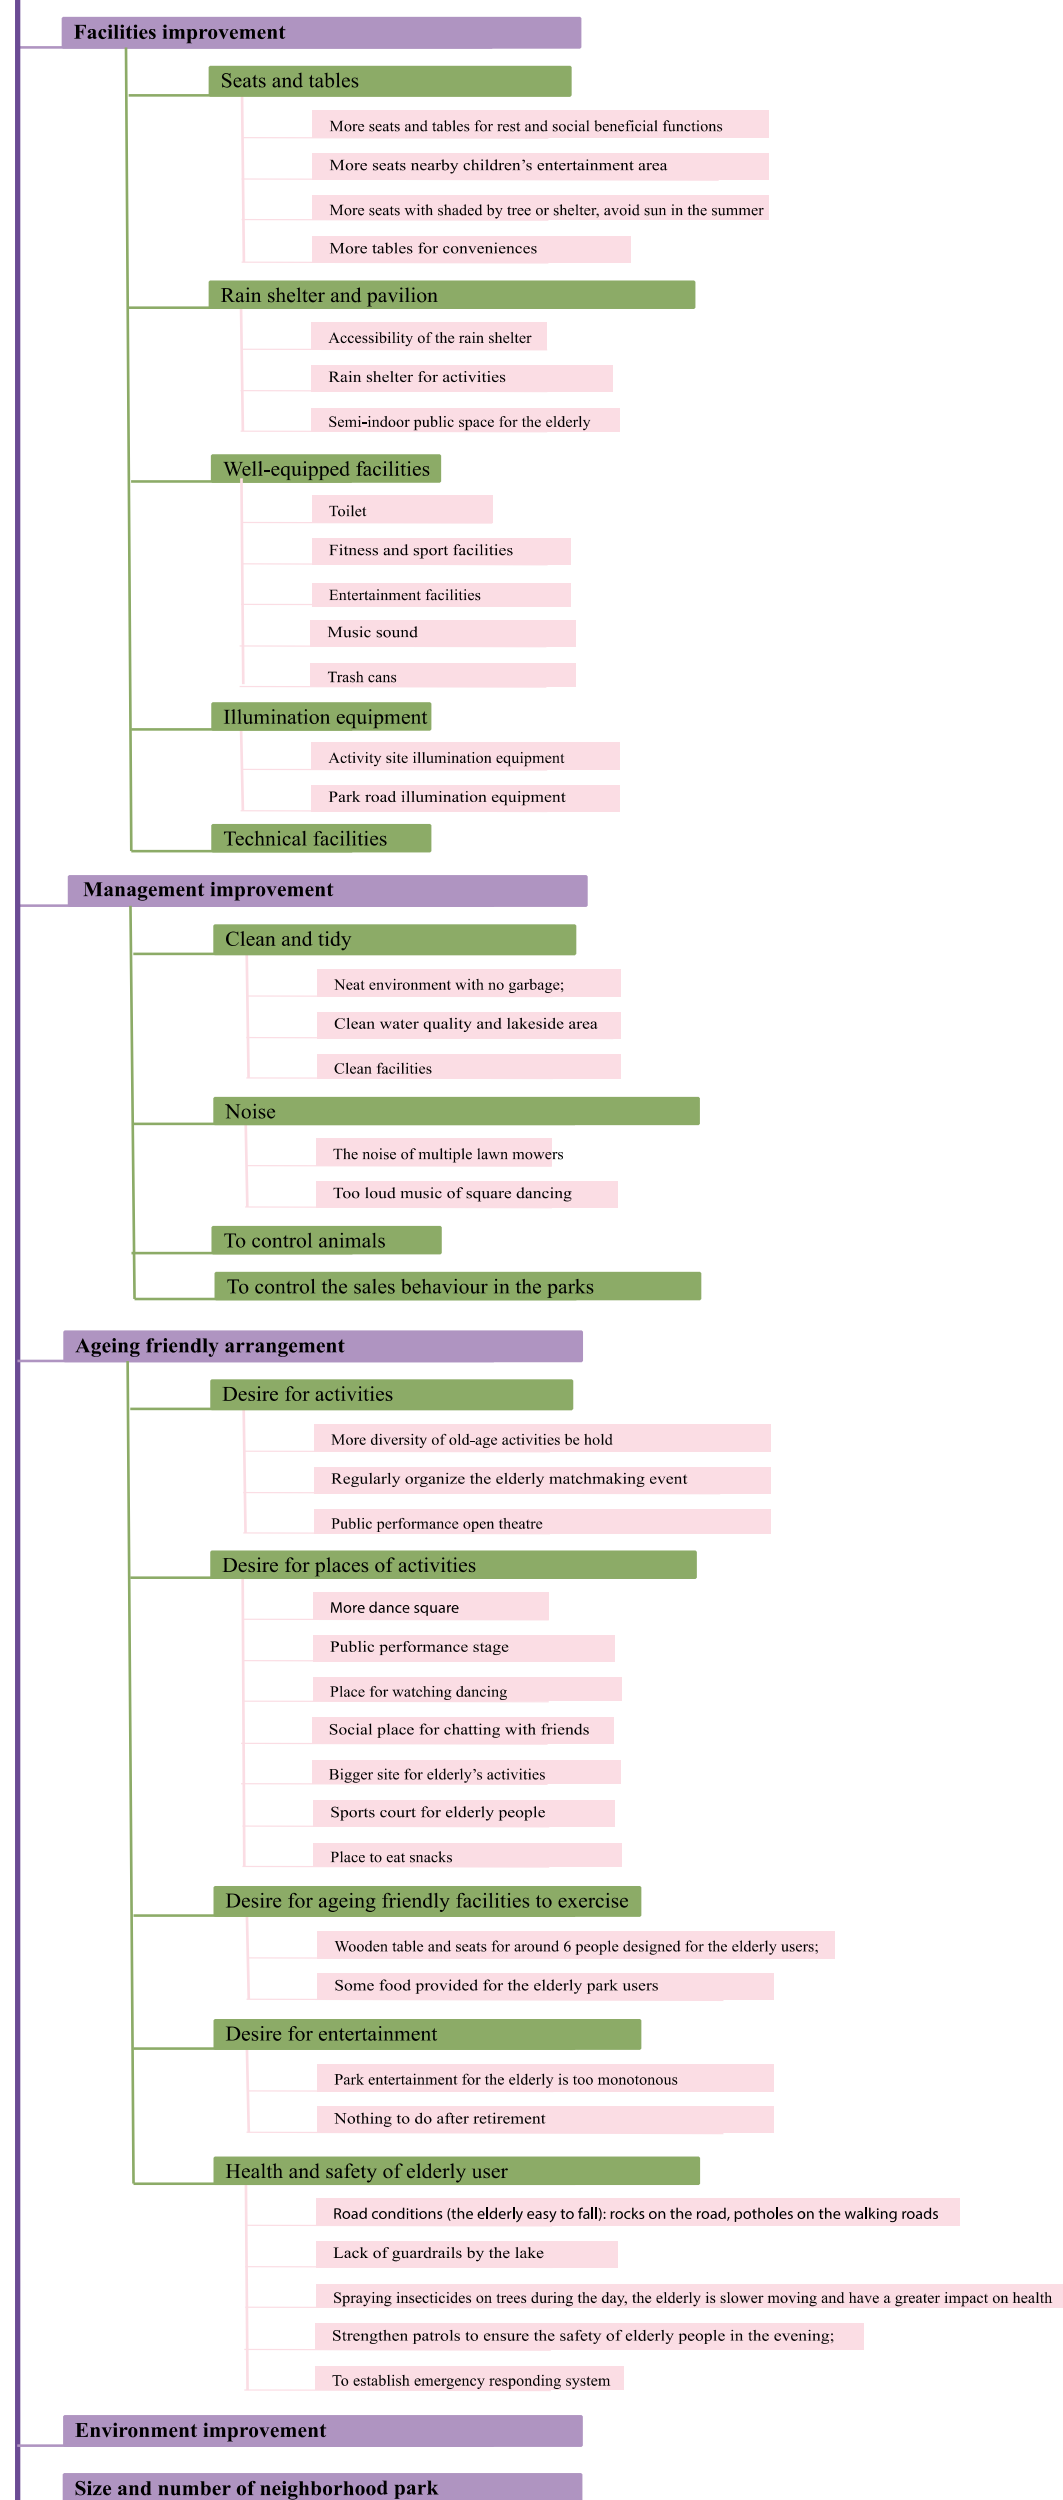 Facilities improvement
Seats and tables
More seats and tables for rest and social beneficial functions
More seats nearby children’s entertainment area
More seats with shaded by tree or shelter, avoid sun in the summer
More tables for conveniences
Rain shelter and pavilion
Accessibility of the rain shelter
Rain shelter for activities
Semi-indoor public space for the elderly
Well-equipped facilities
Toilet
Fitness and sport facilities
Entertainment facilities
Music sound
Trash cans
Illumination equipment
Activity site illumination equipment
Park road illumination equipment
Technical facilities
Management improvement
Clean and tidy
Neat environment with no garbage;
Clean water quality and lakeside area
Clean facilities
Noise
The noise of multiple lawn mowers
Too loud music of square dancing
To control animals
To control the sales behaviour in the parks
Ageing friendly arrangement
Desire for activities
More diversity of old-age activities be hold
Regularly organize the elderly matchmaking event
Public performance open theatre
Desire for places of activities
More dance square
Public performance stage
Place for watching dancing
Social place for chatting with friends
Bigger site for elderly’s activities
Sports court for elderly people
Place to eat snacks
Desire for ageing friendly facilities to exercise
Wooden table and seats for around 6 people designed for the elderly users;
Some food provided for the elderly park users
Desire for entertainment
Park entertainment for the elderly is too monotonous
Nothing to do after retirement
Health and safety of elderly user
Road conditions (the elderly easy to fall): rocks on the road, potholes on the walking roads
Lack of guardrails by the lake
Spraying insecticides on trees during the day, the elderly is slower moving and have a greater impact on health
Strengthen patrols to ensure the safety of elderly people in the evening;
To establish emergency responding system
Environment improvement
Size and number of neighborhood park